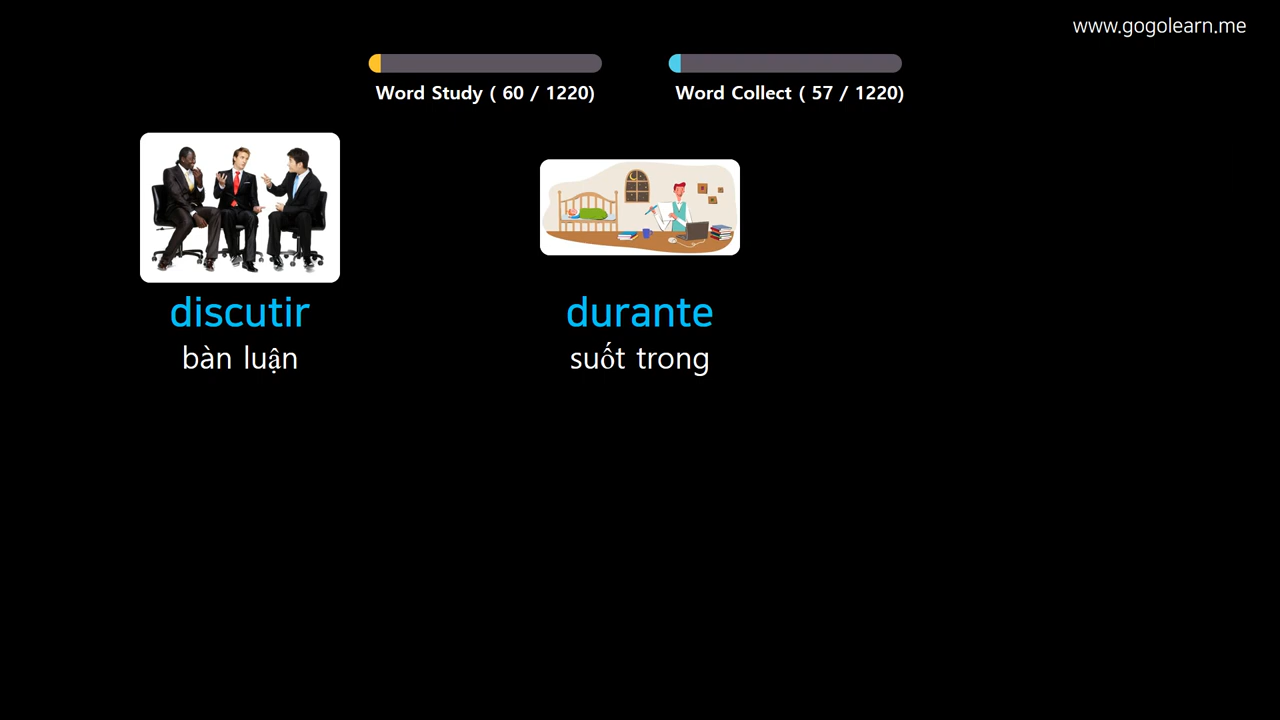 www.gogolearn.me
Word Study ( 60 / 1220)
Word Collect ( 57 / 1220)
discutir
bàn luận
durante
suốt trong